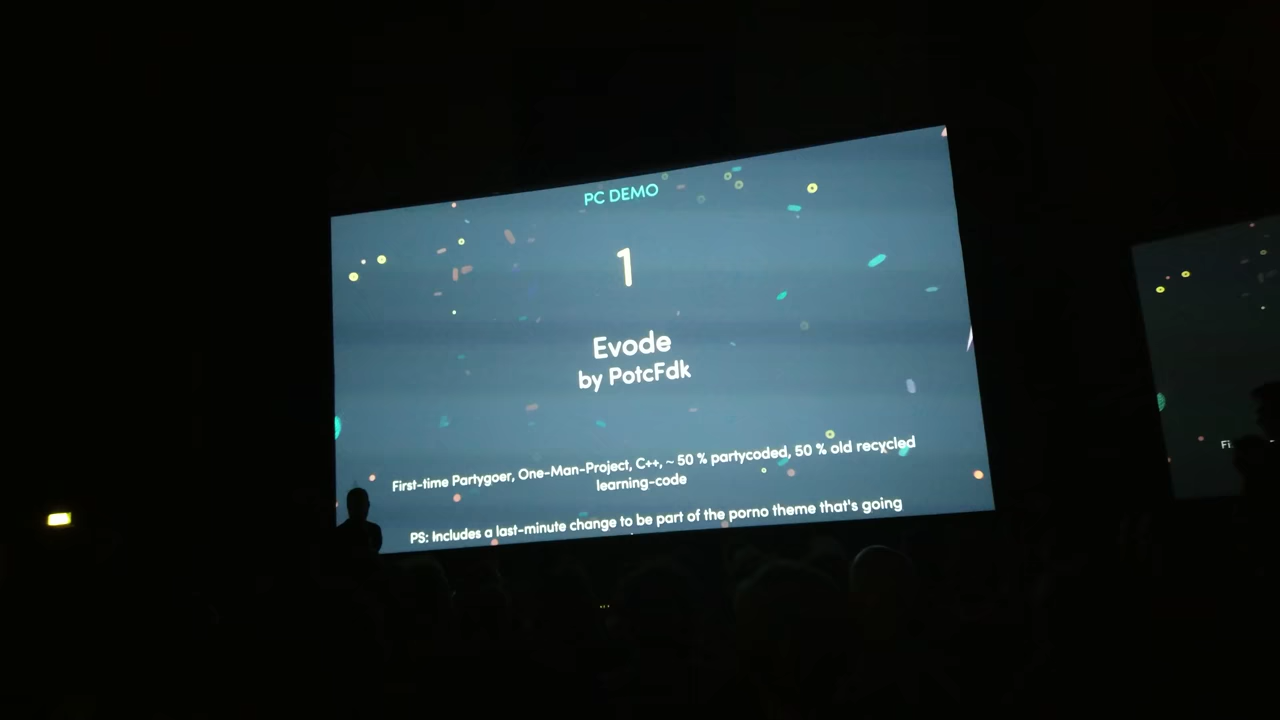 PC DEMO
1
Evode
by PotcFdk
First-time Partygoer, One-Man-Project, C++, ~ 50 % partycoded, 50 % old recycled
learning-code
PS: Includes a last-minute change to be part of the porno theme that's going
Fi